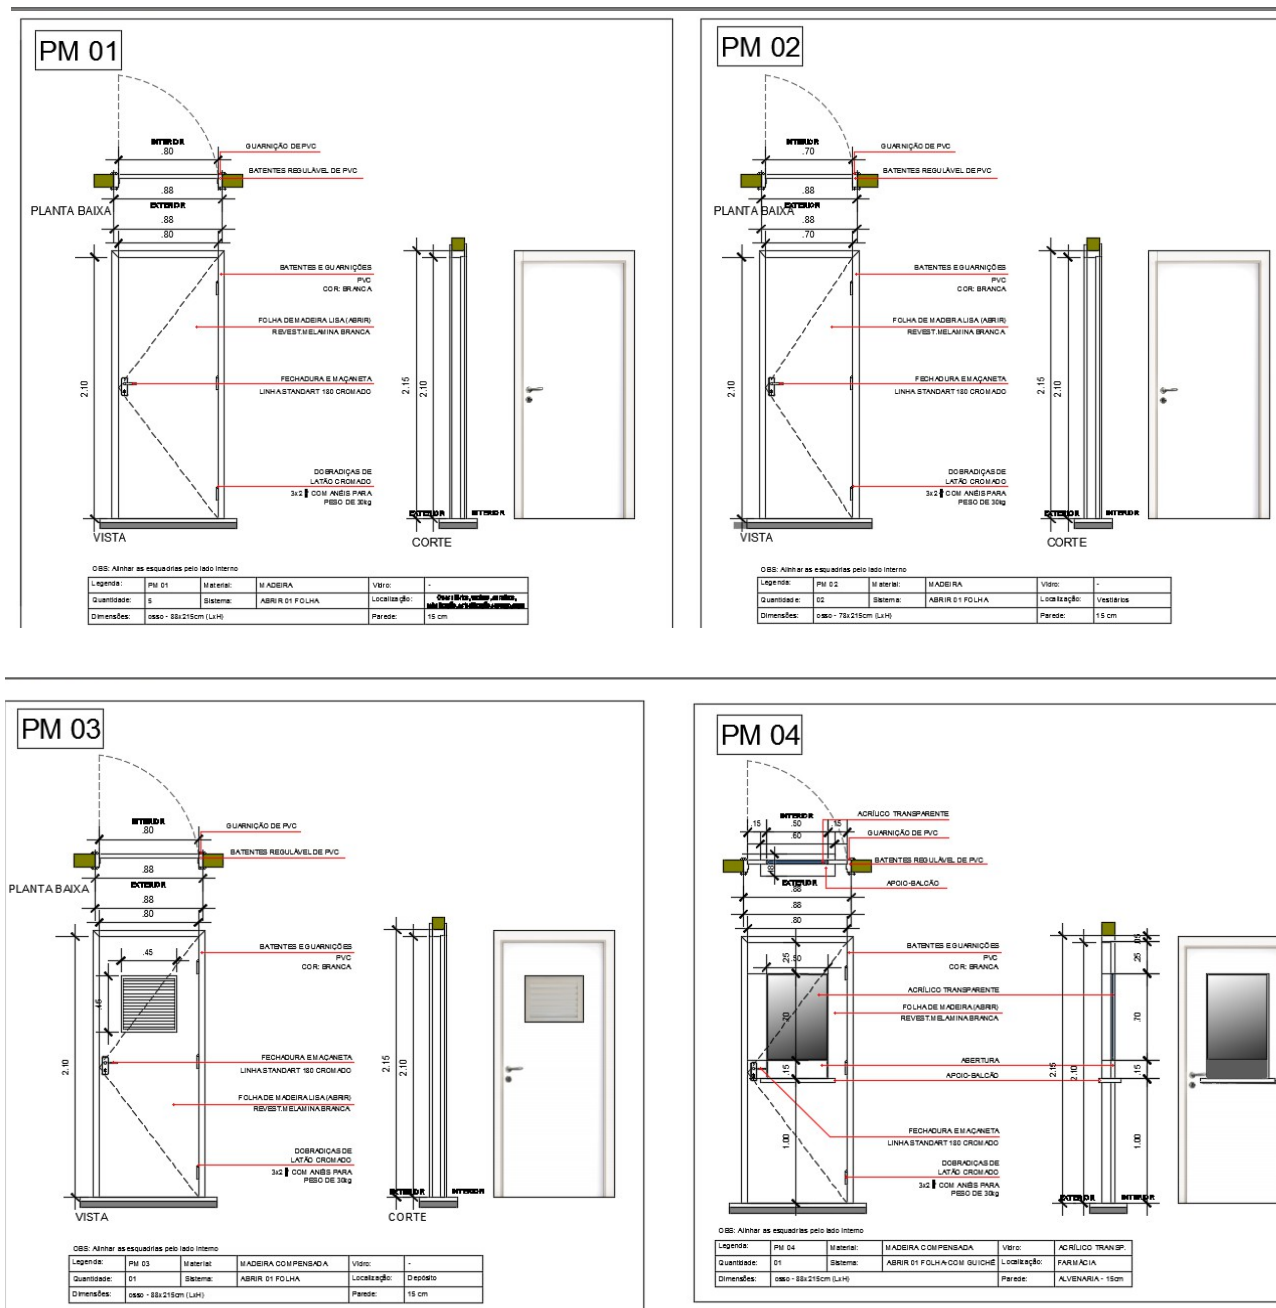 PM 01
INTERIOR
.80
GUARNIÇÃO DE PVC
BATENTES REGULÁVEL DE PVC
.88
EXTERIOR
PLANTA BAIXA
.88
.80
BATENTES E GUARNIÇÕES
PVC
COR: BRANCA
FOLHA DE MADEIRA LISA (ABRIR)
REVEST.MELAMINA BRANCA
2.10
2.15
2.10
FECHADURA E MAÇANETA
LINHA STANDART 180 CROMADO
DOBRADIÇAS DE
LATÃO CROMADO
3x2 COM ANÉIS PARA
PESO DE 30kg
EXTERIOR
INTERIOR
VISTA
CORTE
OBS: Alinhar as esquadrias pelo lado interno
Legenda: PM 01 Material: MADEIRA Vidro: -
Quantidade: 5 Sistema: ABRIR 01 FOLHA Localização:
Dimensões: osso - 88x215cm (LxH) Parede: 15 cm
PM 02
INTERIOR
.70
GUARNIÇÃO DE PVC
BATENTES REGULÁVEL DE PVC
.88
EXTERIOR
PLANTA BAIXA
.88
.70
BATENTES E GUARNIÇÕES
PVC
COR: BRANCA
FOLHA DE MADEIRA LISA (ABRIR)
REVEST.MELAMINA BRANCA
2.10
2.15
2.10
FECHADURA E MAÇANETA
LINHA STANDART 180 CROMADO
DOBRADIÇAS DE
LATÃO CROMADO
3x2 COM ANÉIS PARA
PESO DE 30kg
EXTERIOR
INTERIOR
VISTA
CORTE
OBS: Alinhar as esquadrias pelo lado interno
Legenda: PM 02 Material: MADEIRA Vidro: -
Quantidade: 02 Sistema: ABRIR 01 FOLHA Localização: Vestiários
Dimensões: osso - 78x215cm (LxH) Parede: 15 cm
PM 03
INTERIOR
.80
GUARNIÇÃO DE PVC
BATENTES REGULÁVEL DE PVC
.88
EXTERIOR
PLANTA BAIXA
.88
.80
BATENTES E GUARNIÇÕES
PVC
COR: BRANCA
.45
.45
2.10
2.15
2.10
FECHADURA E MAÇANETA
LINHA STANDART 180 CROMADO
FOLHA DE MADEIRA LISA (ABRIR)
REVEST.MELAMINA BRANCA
DOBRADIÇAS DE
LATÃO CROMADO
3x2 COM ANÉIS PARA
PESO DE 30kg
EXTERIOR
INTERIOR
VISTA
CORTE
OBS: Alinhar as esquadrias pelo lado interno
Legenda: PM 03 Material: MADEIRA COMPENSADA Vidro: -
Quantidade: 01 Sistema: ABRIR 01 FOLHA Localização: Depósito
Dimensões: osso - 88x215cm (LxH) Parede: 15 cm
PM 04
ACRÍLICO TRANSPARENTE
INTERIOR
.15
.50
.15
.60
GUARNIÇÃO DE PVC
BATENTES REGULÁVEL DE PVC
APOIO-BALCÃO
EXTERIOR
.88
.88
.80
BATENTES E GUARNIÇÕES
PVC
COR: BRANCA
.25
.50
.05
.25
ACRÍLICO TRANSPARENTE
FOLHA DE MADEIRA (ABRIR)
REVEST.MELAMINA BRANCA
.70
ABERTURA
APOIO-BALCÃO
.15
.15
2.15
2.10
1.00
1.00
FECHADURA E MAÇANETA
LINHA STANDART 180 CROMADO
DOBRADIÇAS DE
LATÃO CROMADO
3x2 COM ANÉIS PARA
PESO DE 30kg
EXTERIOR
INTERIOR
OBS: Alinhar as esquadrias pelo lado interno
Legenda: PM 04 Material: MADEIRA COMPENSADA Vidro: ACRÍLICO TRANSP.
Quantidade: 01 Sistema: ABRIR 01 FOLHA COM GUICHÊ Localização: FARMÁCIA
Dimensões: osso - 88x215cm (LxH) Parede: ALVENARIA - 15cm